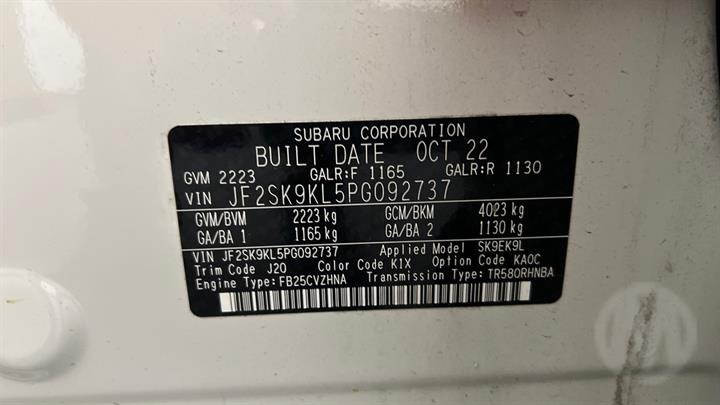 SUBARU CORPORATION
BUILT DATE OCT 22
GVM 2223 GALR:F 1165 GALR:R 1130
VIN JF2SK9KL5PG092737
GVM/BVM 2223 kg GCM/BKM 4023 kg
GA/BA 1 1165 kg GA/BA 2 1130 kg
VIN JF2SK9KL5PG092737 Applied Model SK9EK9L
Trim Code J20 Color Code K1X Option Code KA0C
Engine Type:FB25CVZHNA Transmission Type:TR580RHNBA